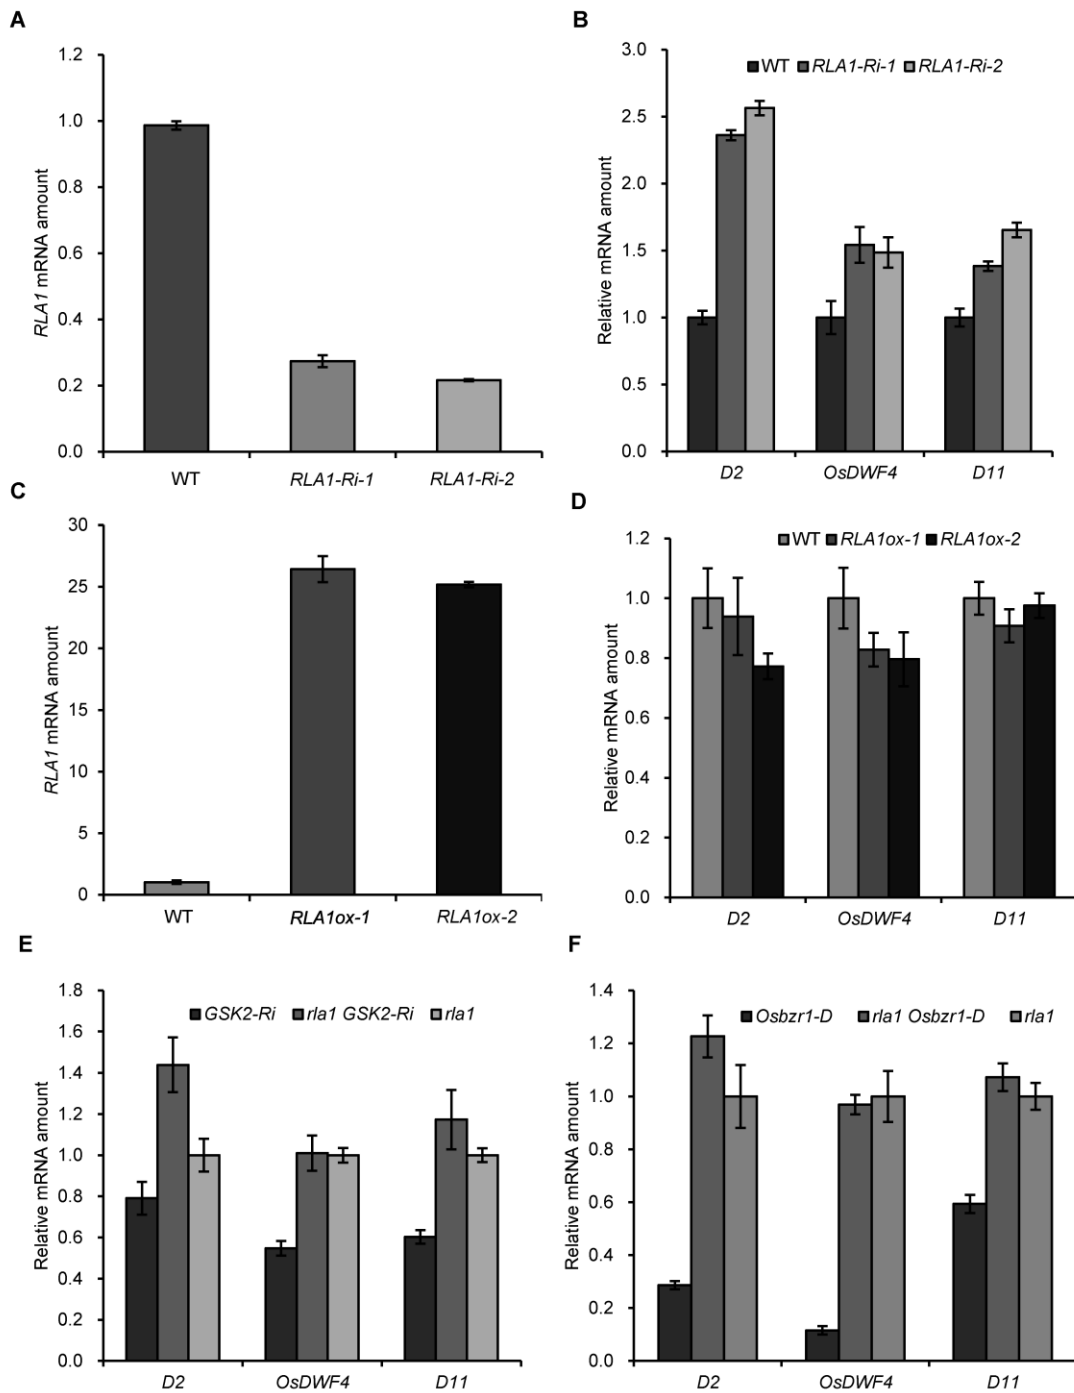 A
RLA1 mRNA amount
1.2
1.0
0.8
0.6
0.4
0.2
0.0
WT RLA1-Ri-1 RLA1-Ri-2
B
Relative mRNA amount
3.0
2.5
2.0
1.5
1.0
0.5
0.0
WT RLA1-Ri-1 RLA1-Ri-2
D2 OsDWF4 D11
C
RLA1 mRNA amount
30
25
20
15
10
5
0
WT RLA1ox-1 RLA1ox-2
D
Relative mRNA amount
1.2
1.0
0.8
0.6
0.4
0.2
0.0
WT RLA1ox-1 RLA1ox-2
D2 OsDWF4 D11
E
Relative mRNA amount
1.8
1.6
1.4
1.2
1.0
0.8
0.6
0.4
0.2
0.0
GSK2-Ri rla1 GSK2-Ri rla1
D2 OsDWF4 D11
F
Relative mRNA amount
1.4
1.2
1.0
0.8
0.6
0.4
0.2
0.0
Osbzr1-D rla1 Osbzr1-D rla1
D2 OsDWF4 D11